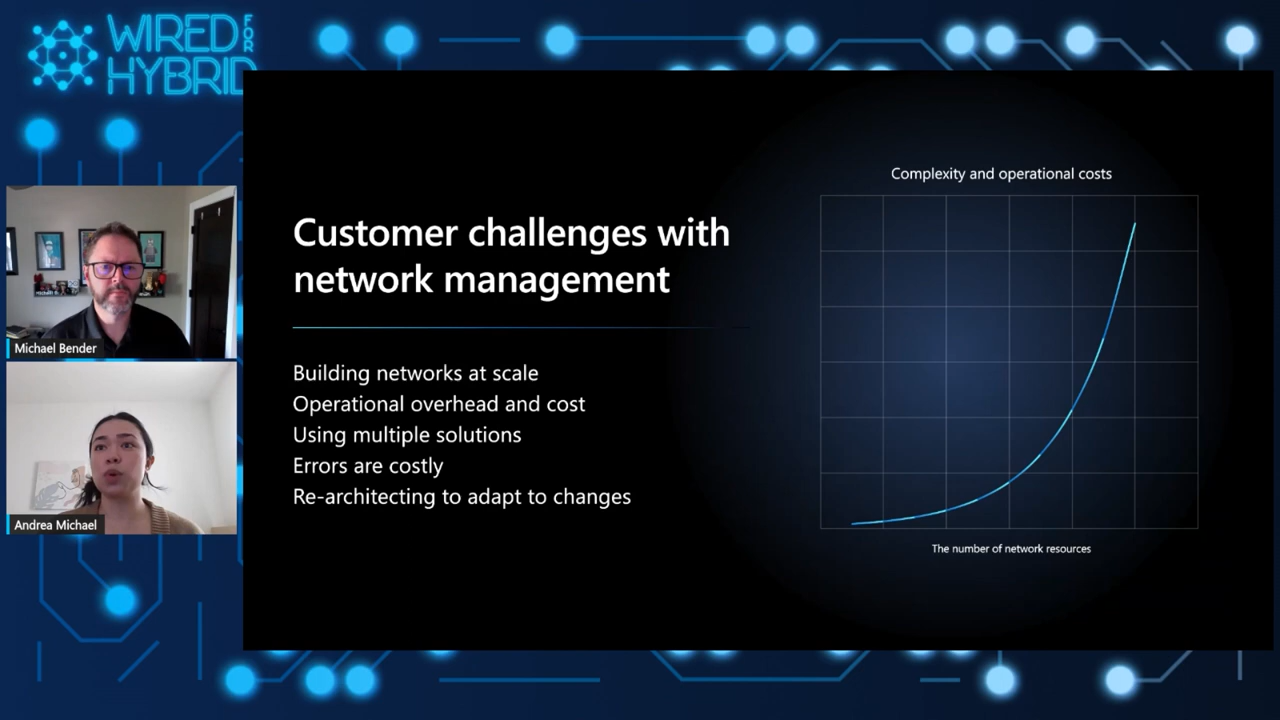 WIRED FOR
HYBRID
Michael Bender
Andrea Michael
Customer challenges with
network management
Building networks at scale
Operational overhead and cost
Using multiple solutions
Errors are costly
Re-architecting to adapt to changes
Complexity and operational costs
The number of network resources